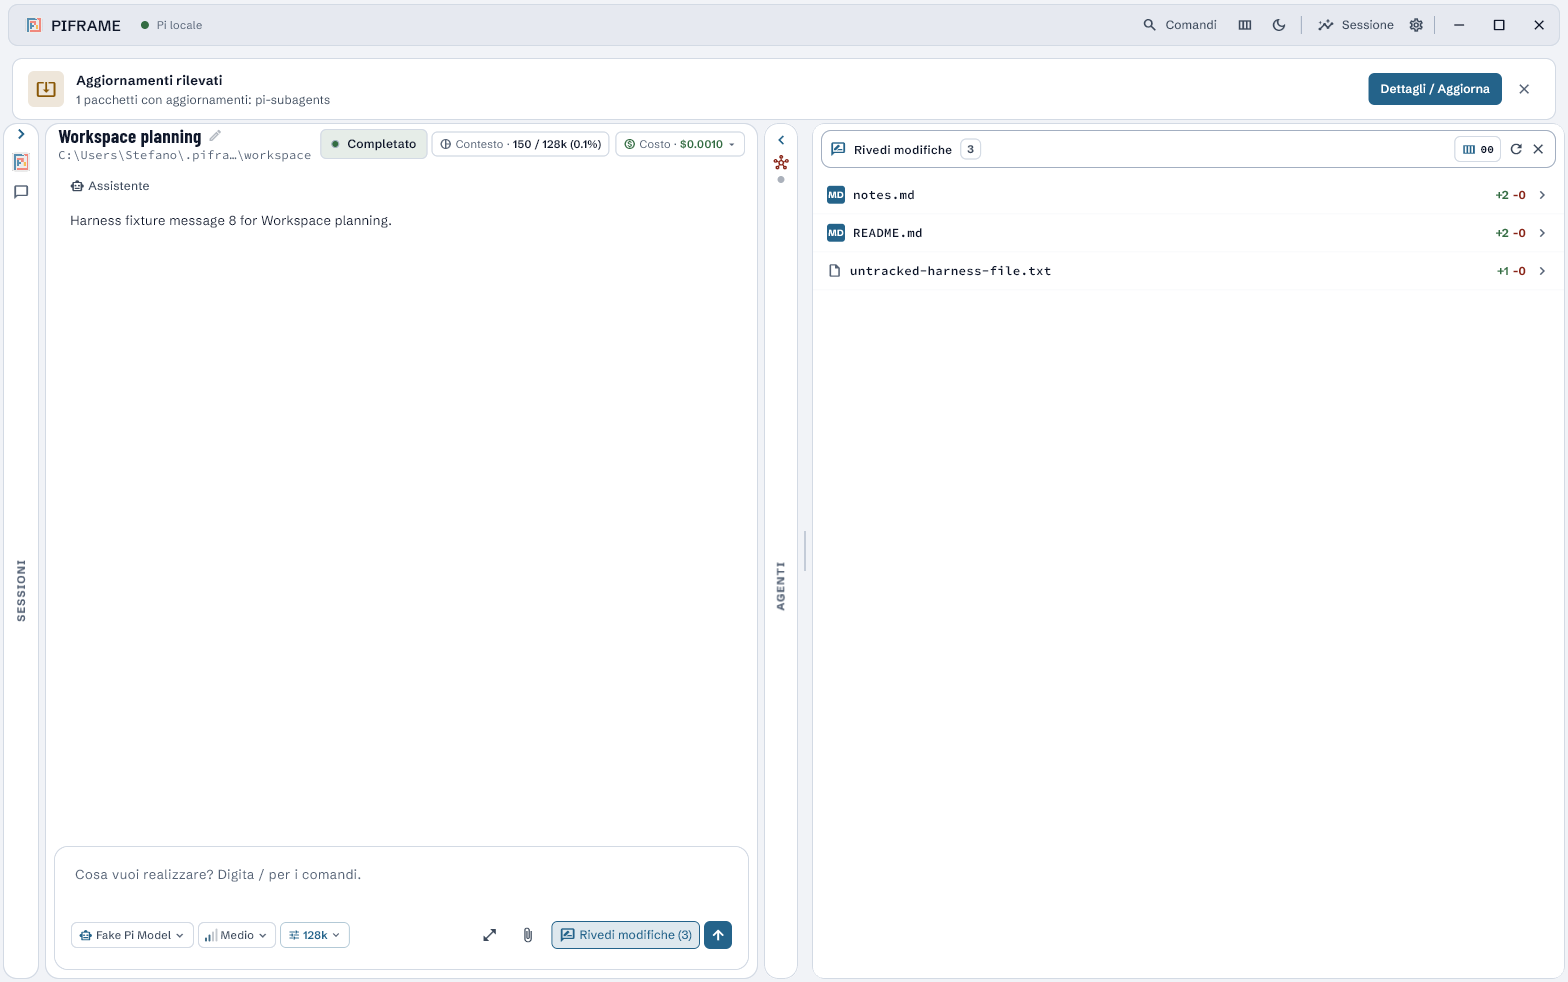 PIFRAME
Pi locale
Comandi
Sessione
Aggiornamenti rilevati
1 pacchetti con aggiornamenti: pi-subagents
Dettagli / Aggiorna
Workspace planning
C:\Users\Stefano\.pifra…\workspace
Completato
Contesto · 150 / 128k (0.1%)
Costo · $0.0010
Assistente
Harness fixture message 8 for Workspace planning.
SESSIONI
Cosa vuoi realizzare? Digita / per i comandi.
Fake Pi Model
Medio
128k
Rivedi modifiche (3)
AGENTI
Rivedi modifiche 3
00
MD notes.md +2 -0
MD README.md +2 -0
untracked-harness-file.txt +1 -0